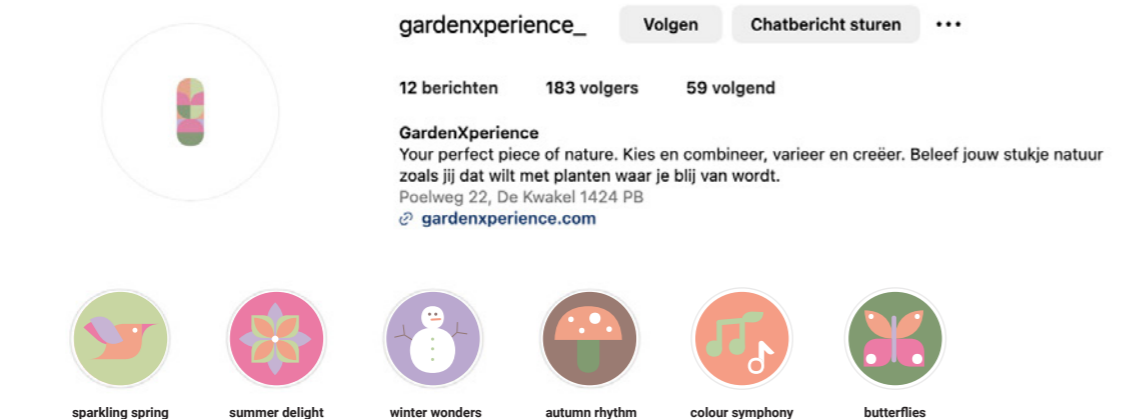 gardenxperience_ Volgen Chatbericht sturen
12 berichten 183 volgers 59 volgend
GardenXperience
Your perfect piece of nature. Kies en combineer, varieer en creëer. Beleef jouw stukje natuur
zoals jij dat wilt met planten waar je blij van wordt.
Poelweg 22, De Kwakel 1424 PB
gardenxperience.com
sparkling spring summer delight winter wonders autumn rhythm colour symphony butterflies